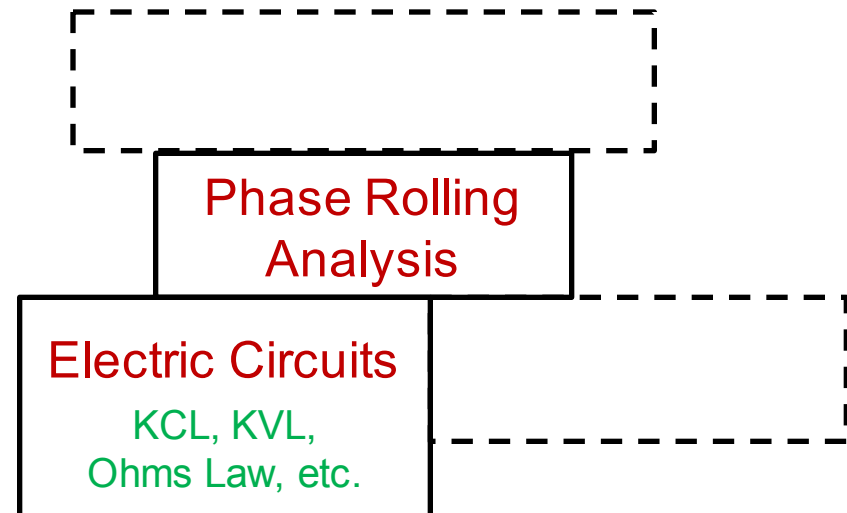 Phase Rolling
Analysis
Electric Circuits
KCL, KVL,
Ohms Law, etc.